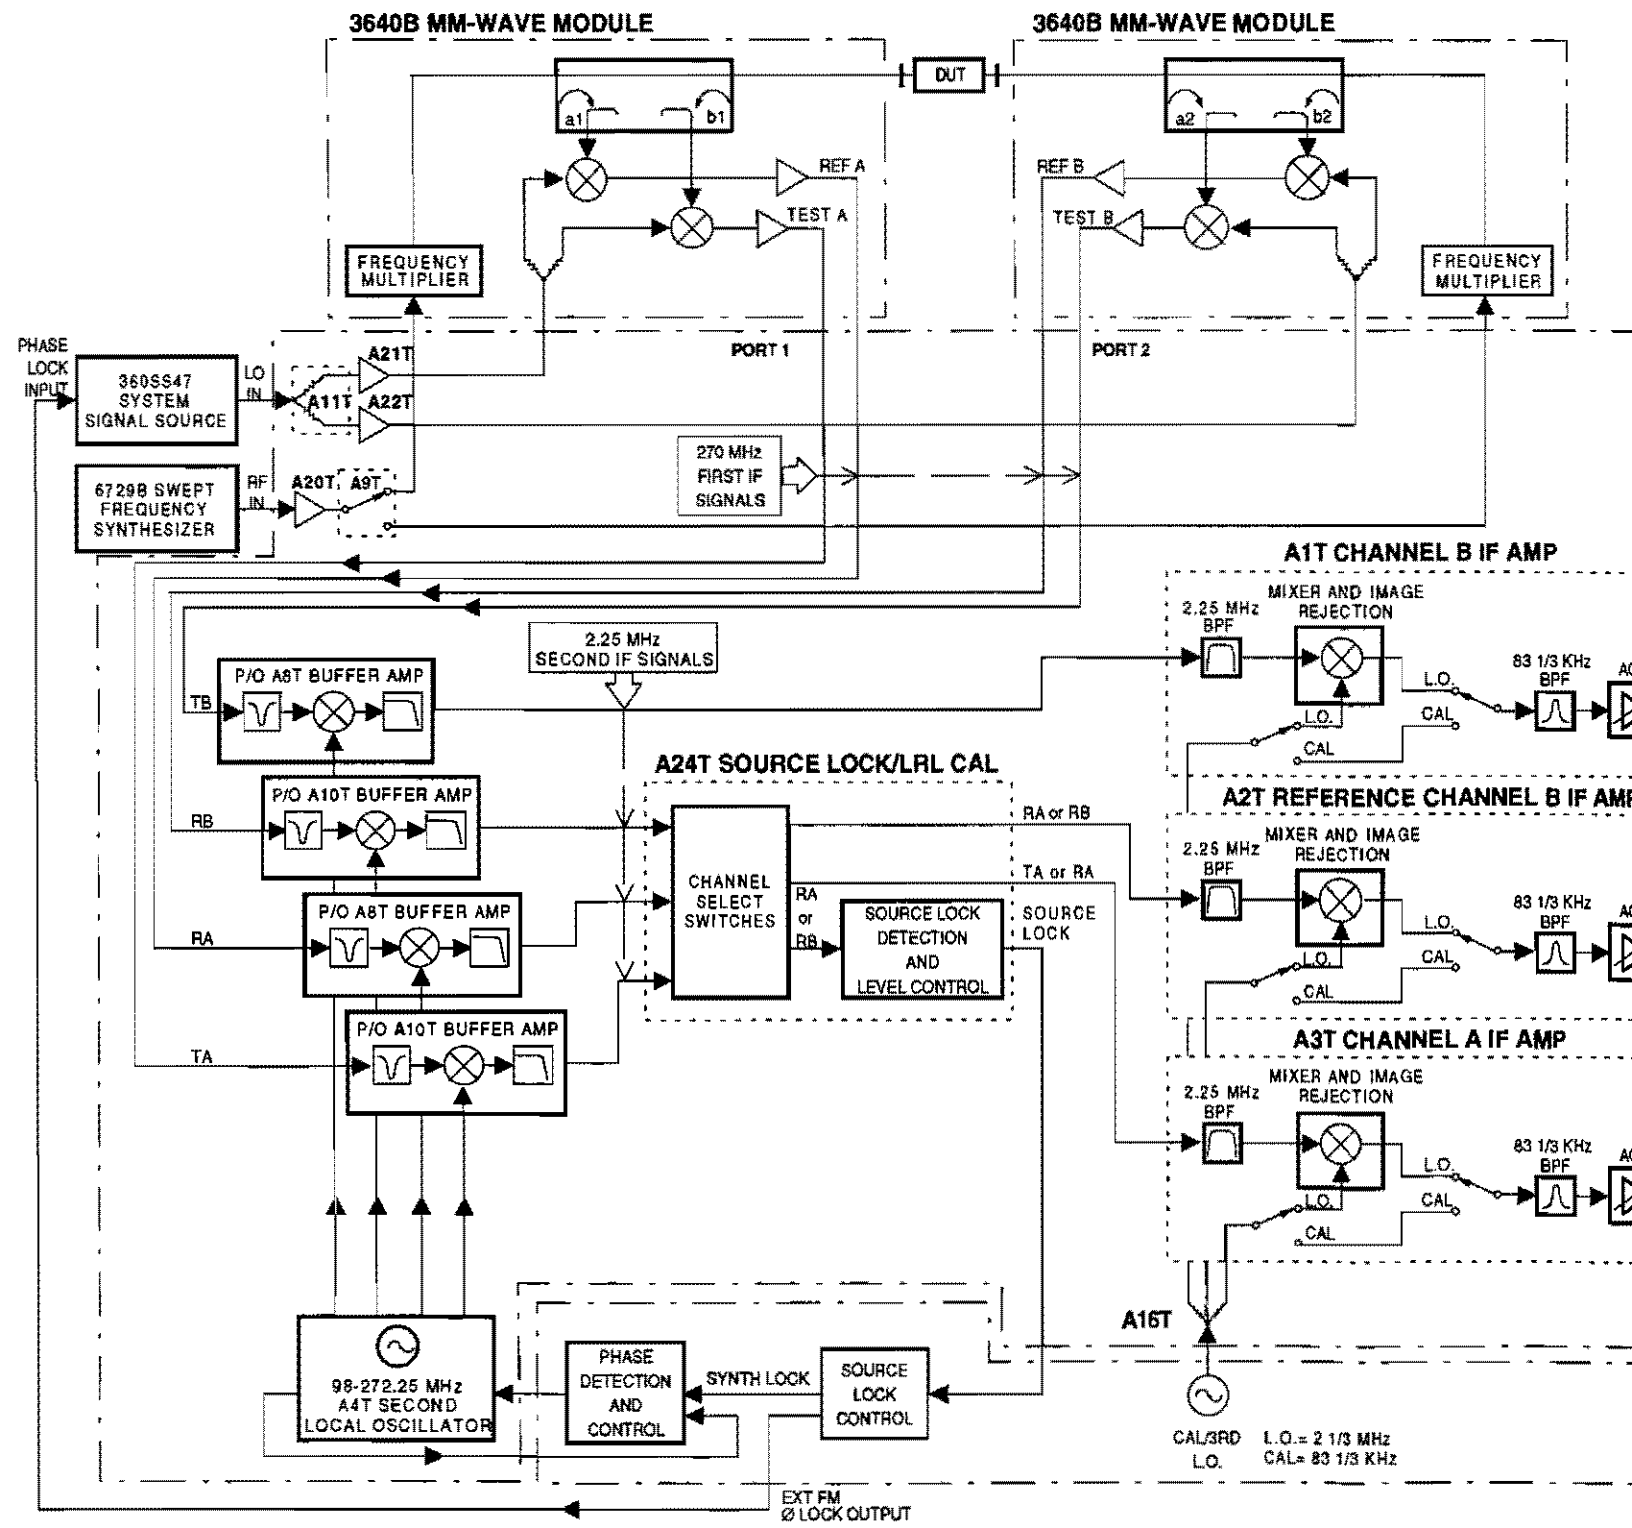 3640B MM-WAVE MODULE
3640B MM-WAVE MODULE
DUT
a1
b1
a2
b2
REF A
TEST A
REF B
TEST B
FREQUENCY
MULTIPLIER
FREQUENCY
MULTIPLIER
PORT 1
PORT 2
PHASE
LOCK
INPUT
360SS47
SYSTEM
SIGNAL SOURCE
LO
IN
A11T
A21T
A22T
6729B SWEPT
FREQUENCY
SYNTHESIZER
RF
IN
A20T
A9T
270 MHz
FIRST IF
SIGNALS
2.25 MHz
SECOND IF SIGNALS
A1T CHANNEL B IF AMP
2.25 MHz
BPF
MIXER AND IMAGE
REJECTION
L.O.
CAL
L.O.
CAL
83 1/3 KHz
BPF
TB
P/O A8T BUFFER AMP
RB
P/O A10T BUFFER AMP
RA
P/O A8T BUFFER AMP
TA
P/O A10T BUFFER AMP
A24T SOURCE LOCK/LRL CAL
CHANNEL
SELECT
SWITCHES
RA or RB
TA or RA
RA
or
RB
SOURCE LOCK
DETECTION
AND
LEVEL CONTROL
SOURCE
LOCK
A2T REFERENCE CHANNEL B IF AMP
2.25 MHz
BPF
MIXER AND IMAGE
REJECTION
L.O.
CAL
L.O.
CAL
83 1/3 KHz
BPF
A3T CHANNEL A IF AMP
2.25 MHz
BPF
MIXER AND IMAGE
REJECTION
L.O.
CAL
L.O.
CAL
83 1/3 KHz
BPF
A16T
98-272.25 MHz
A4T SECOND
LOCAL OSCILLATOR
PHASE
DETECTION
AND
CONTROL
SYNTH LOCK
SOURCE
LOCK
CONTROL
CAL/3RD
L.O.
L.O.= 2 1/3 MHz
CAL= 83 1/3 KHz
EXT FM
Ø LOCK OUTPUT